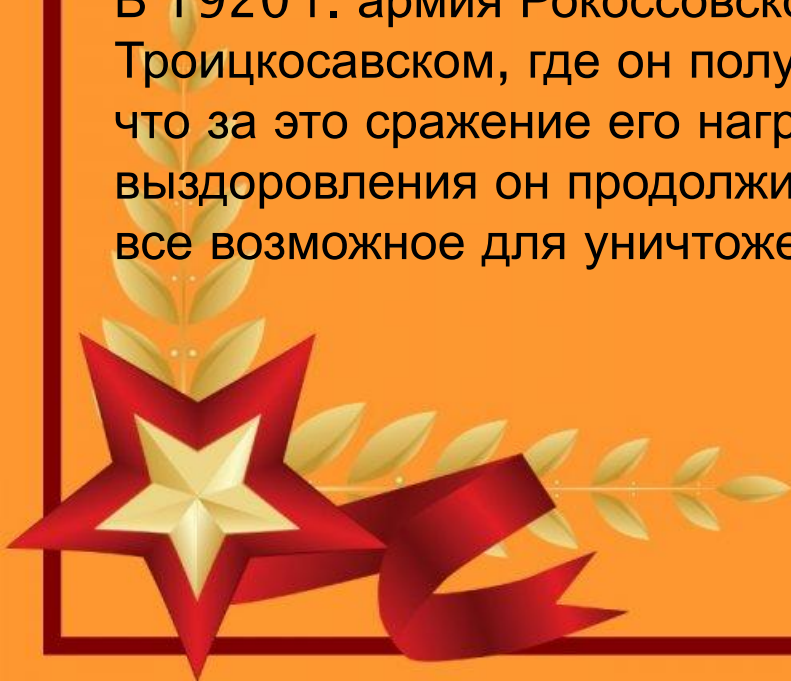 В 1920 г. армия Рокоссовско
Троицкосавском, где он полу
что за это сражение его нагр
выздоровления он продолжи
все возможное для уничтоже